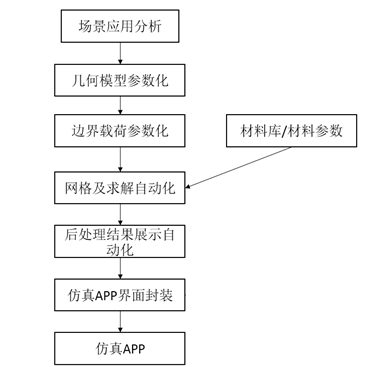 场景应用分析
几何模型参数化
边界载荷参数化
材料库/材料参数
网格及求解自动化
后处理结果展示自
动化
仿真APP界面封装
仿真APP